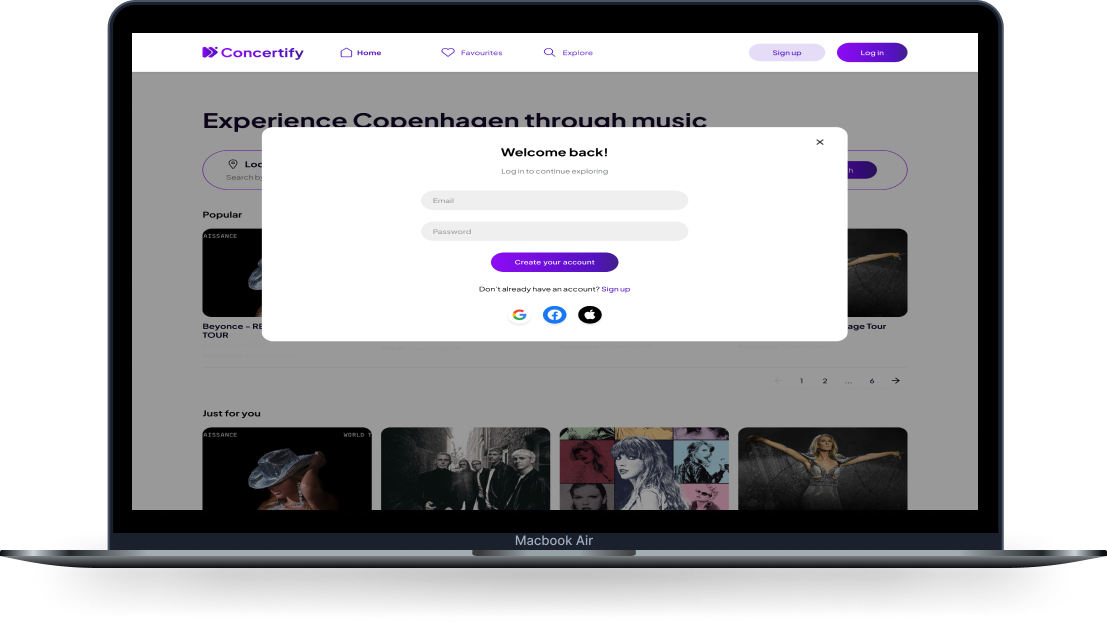 Concertify
Home
Favourites
Explore
Sign up
Log in
Experience Copenhagen through music
Welcome back!
Log in to continue exploring
Email
Password
Create your account
Don't already have an account? Sign up
Search by
Popular
AISSANCE
Beyonce – RE
TOUR
age Tour
1 2 ... 6
Just for you
AISSANCE WORLD T
Macbook Air